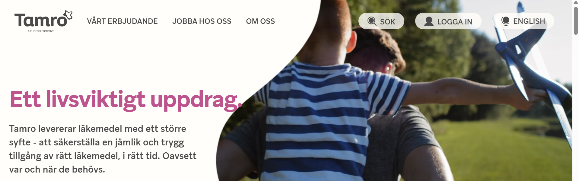 Tamro
VÅRT ERBJUDANDE
JOBBA HOS OSS
OM OSS
SÖK
LOGGA IN
ENGLISH
Ett livsviktigt uppdrag.
Tamro levererar läkemedel med ett större
syfte - att säkerställa en jämlik och trygg
tillgång av rätt läkemedel, i rätt tid. Oavsett
var och när de behövs.